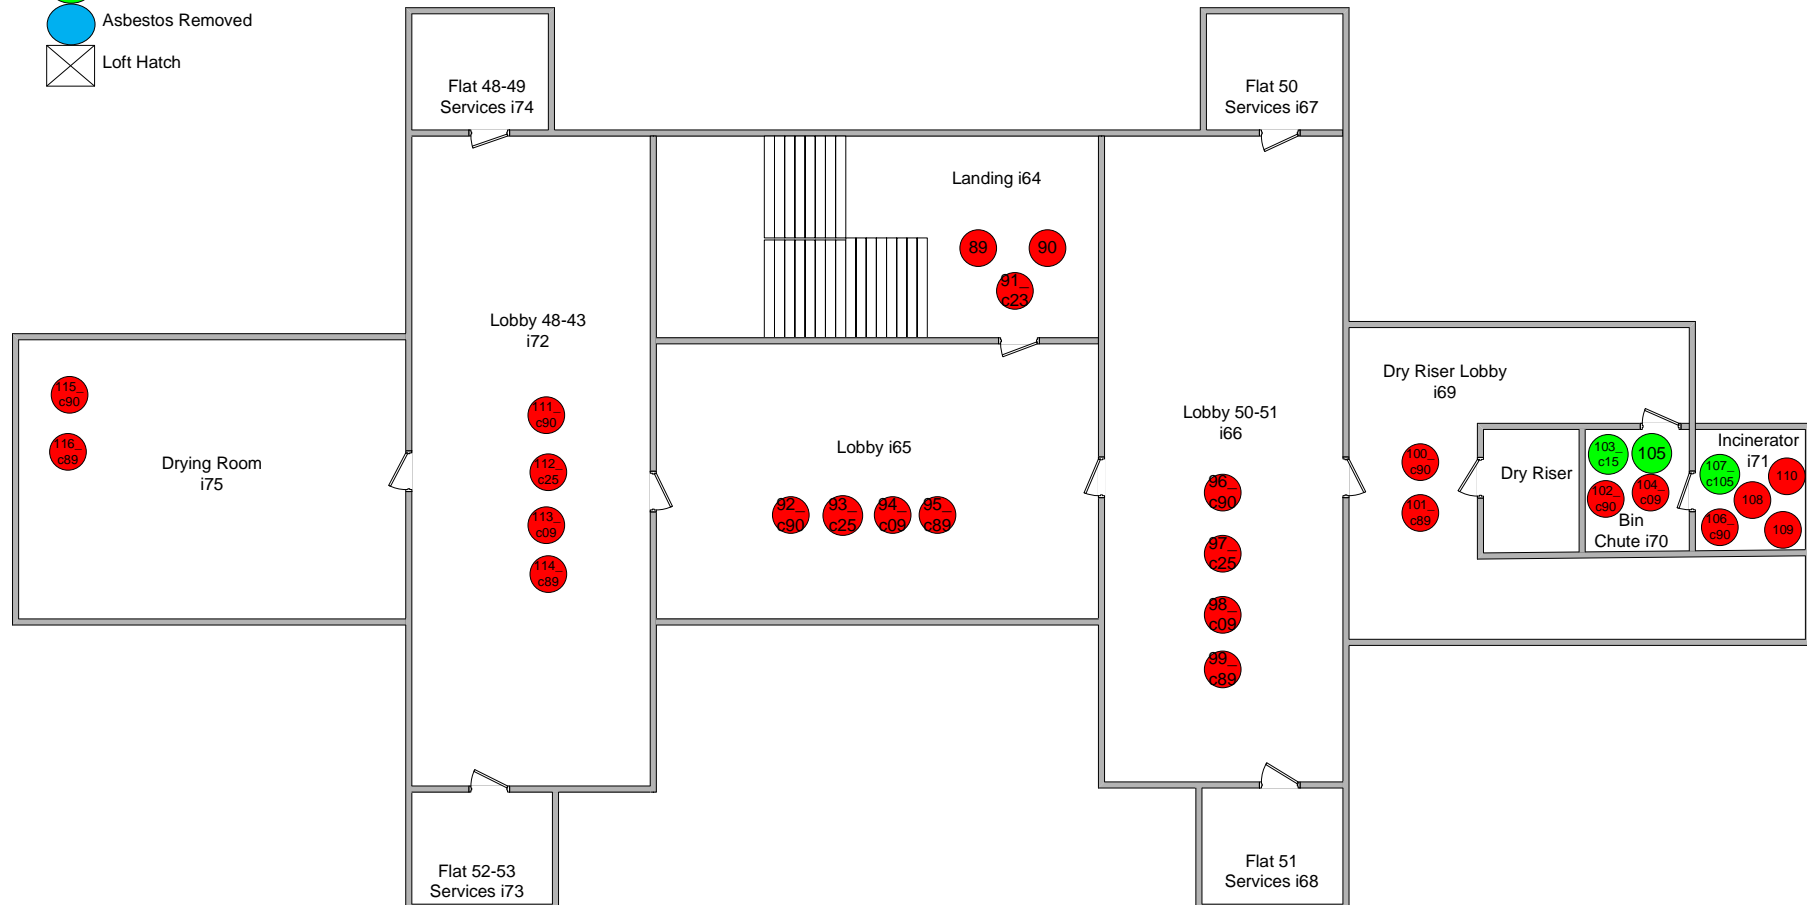 Asbestos Removed
Loft Hatch
Flat 48-49
Services i74
Flat 50
Services i67
Landing i64
89
90
91_
c23
Lobby 48-43
i72
Dry Riser Lobby
i69
Lobby 50-51
i66
Lobby i65
Drying Room
i75
115_
c90
116_
c89
111_
c90
112_
c25
113_
c09
114_
c89
92_
c90
93_
c25
94_
c09
95_
c89
96_
c90
97_
c25
98_
c09
99_
c89
100_
c90
101_
c89
Dry Riser
103_
c15
105
102_
c90
104_
c09
Bin
Chute i70
Incinerator
i71
107_
c105
110
108
106_
c90
109
Flat 52-53
Services i73
Flat 51
Services i68